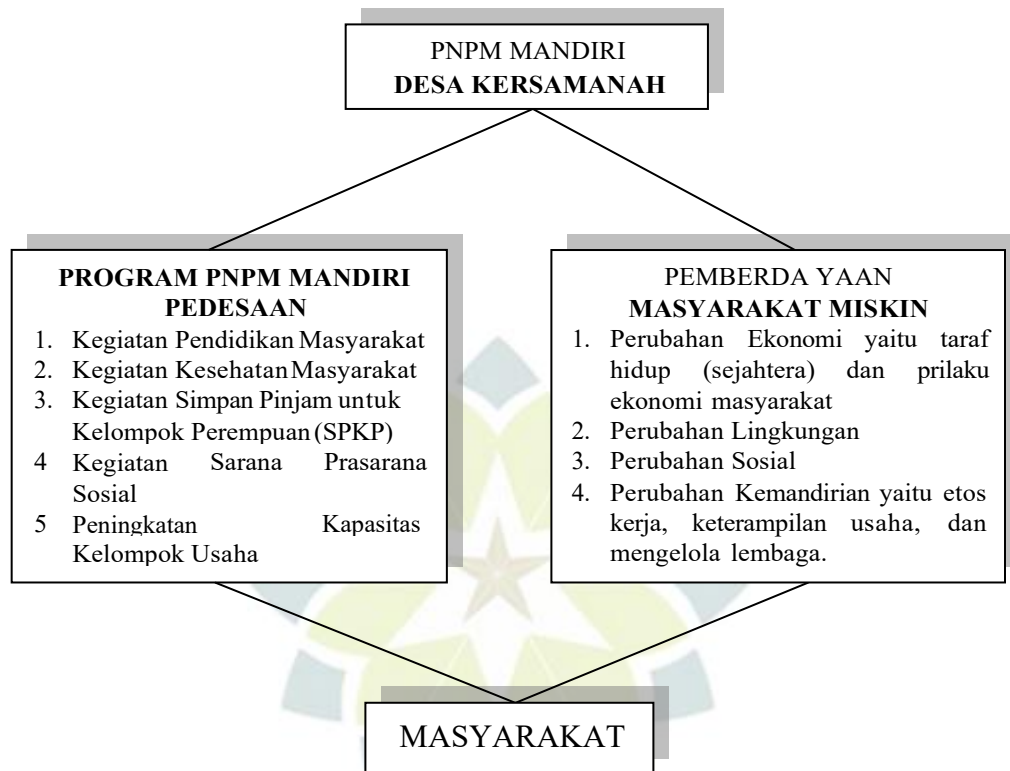 PNPM MANDIRI
DESA KERSAMANAH
PROGRAM PNPM MANDIRI
PEDESAAN
1. Kegiatan Pendidikan Masyarakat
2. Kegiatan Kesehatan Masyarakat
3. Kegiatan Simpan Pinjam untuk
Kelompok Perempuan (SPKP)
4 Kegiatan Sarana Prasarana
Sosial
5 Peningkatan Kapasitas
Kelompok Usaha
PEMBERDA YAAN
MASYARAKAT MISKIN
1. Perubahan Ekonomi yaitu taraf
hidup (sejahtera) dan prilaku
ekonomi masyarakat
2. Perubahan Lingkungan
3. Perubahan Sosial
4. Perubahan Kemandirian yaitu etos
kerja, keterampilan usaha, dan
mengelola lembaga.
MASYARAKAT